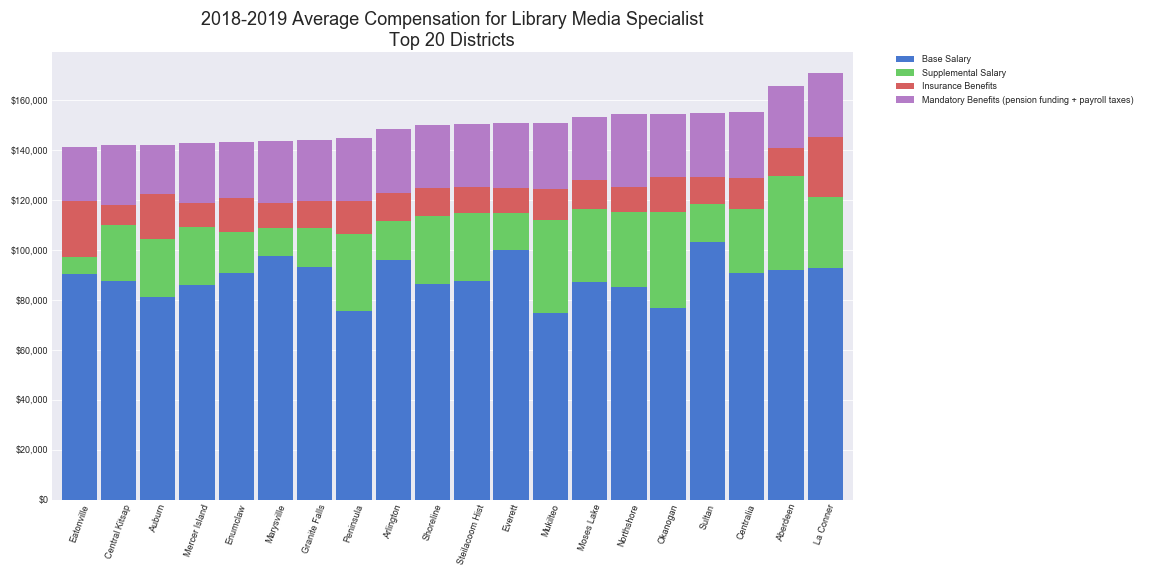 2018-2019 Average Compensation for Library Media Specialist
Top 20 Districts
Base Salary
Supplemental Salary
Insurance Benefits
Mandatory Benefits (pension funding + payroll taxes)
$160,000
$140,000
$120,000
$100,000
$80,000
$60,000
$40,000
$20,000
$0
Eatonville
Central Kitsap
Auburn
Mercer Island
Enumclaw
Marysville
Granite Falls
Peninsula
Arlington
Shoreline
Steilacoom Hist
Everett
Mukilteo
Moses Lake
Northshore
Okanogan
Sultan
Centralia
Aberdeen
La Conner